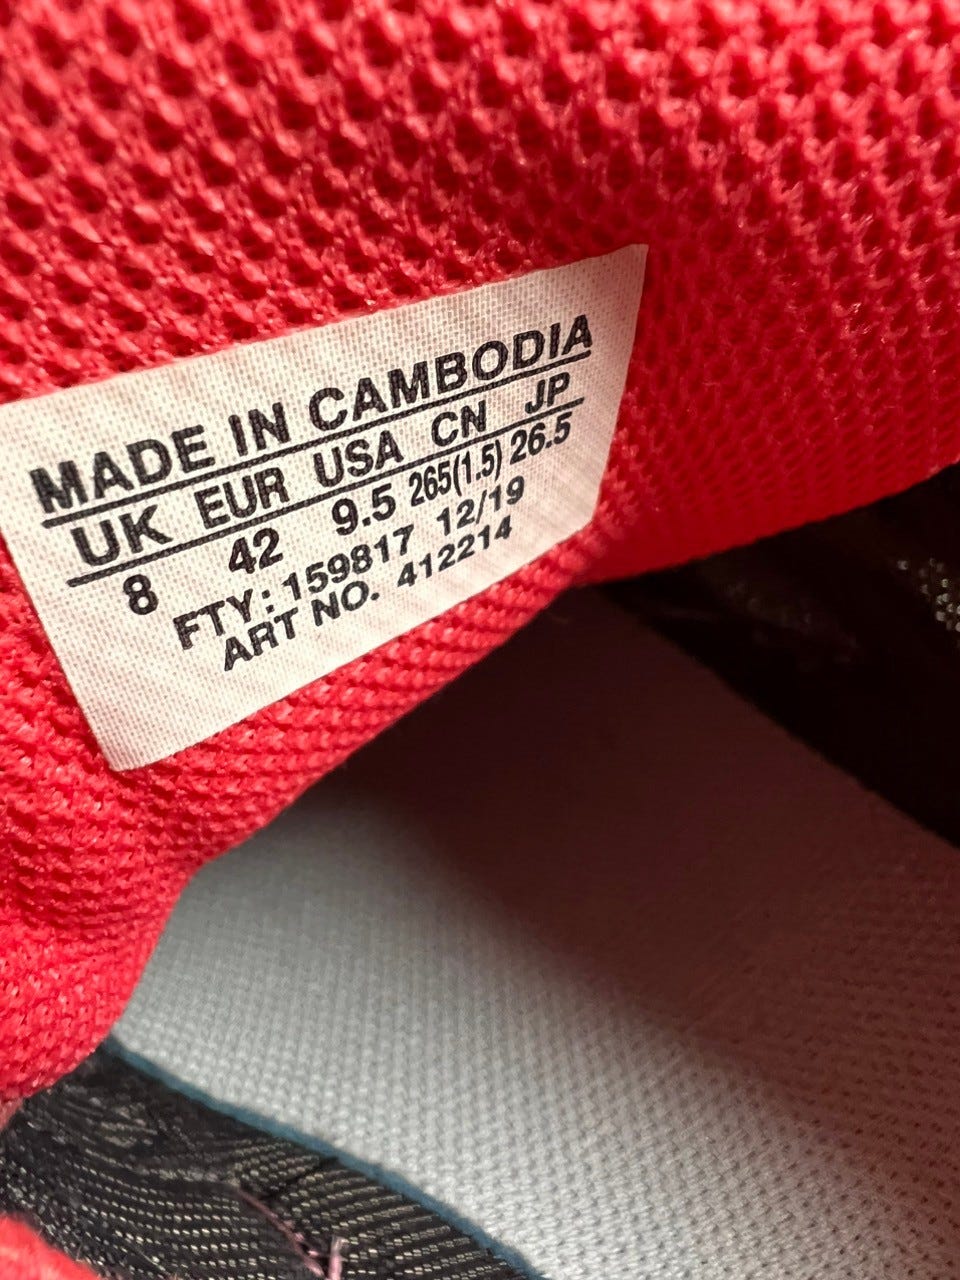 MADE IN CAMBODIA
UK EUR USA CN JP
8 42 9.5 265(1.5) 26.5
FTY: 159817 12/19
ART NO. 412214